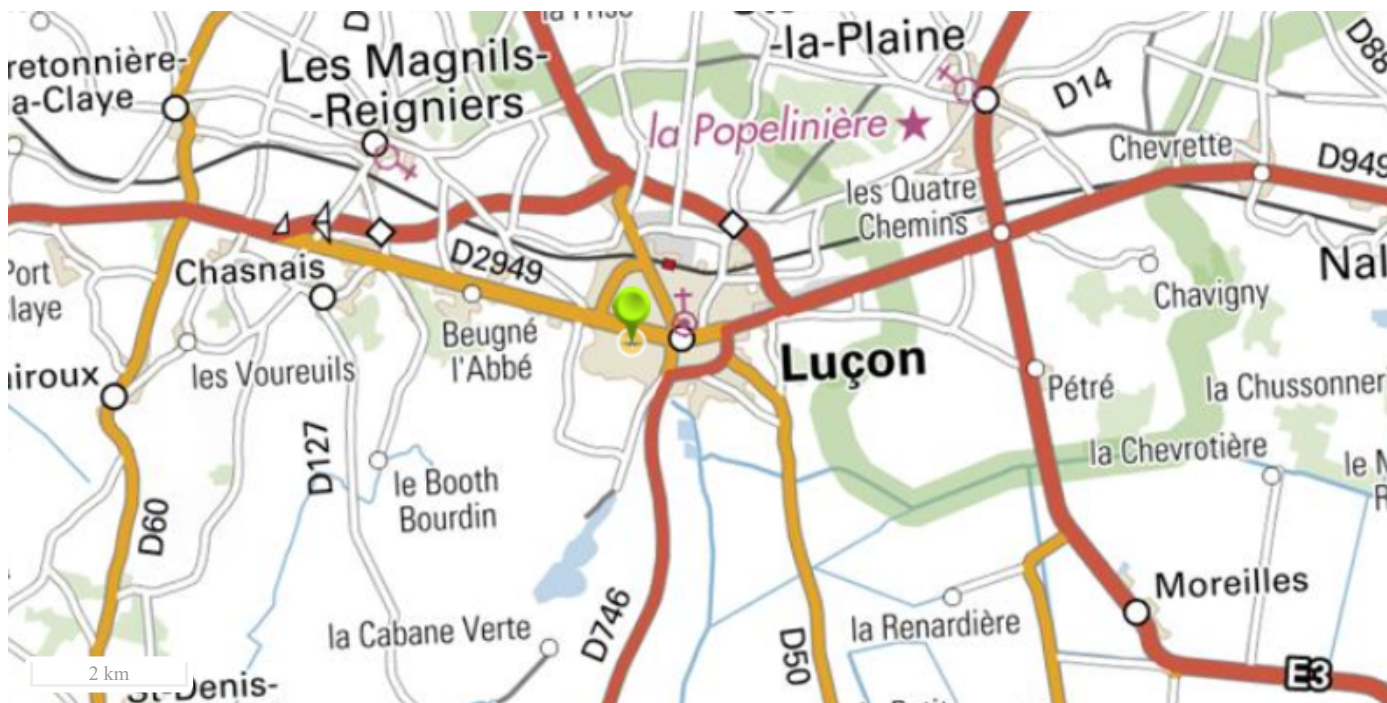 D
Les Magnils-
-Reigniers
-la-Plaine
D14
D88
retonnière-
a-Claye
la Popelinière
Chevrette
D949
les Quatre
Chemins
D2949
Chasnais
Port
laye
Nal
Chavigny
Beugné
l'Abbé
Luçon
les Voureuils
airoux
Pétré
la Chussonner
D127
la Chevrotière
le Booth
Bourdin
D60
Moreilles
la Cabane Verte
D746
la Renardière
D50
2 km
St-Denis-
E3